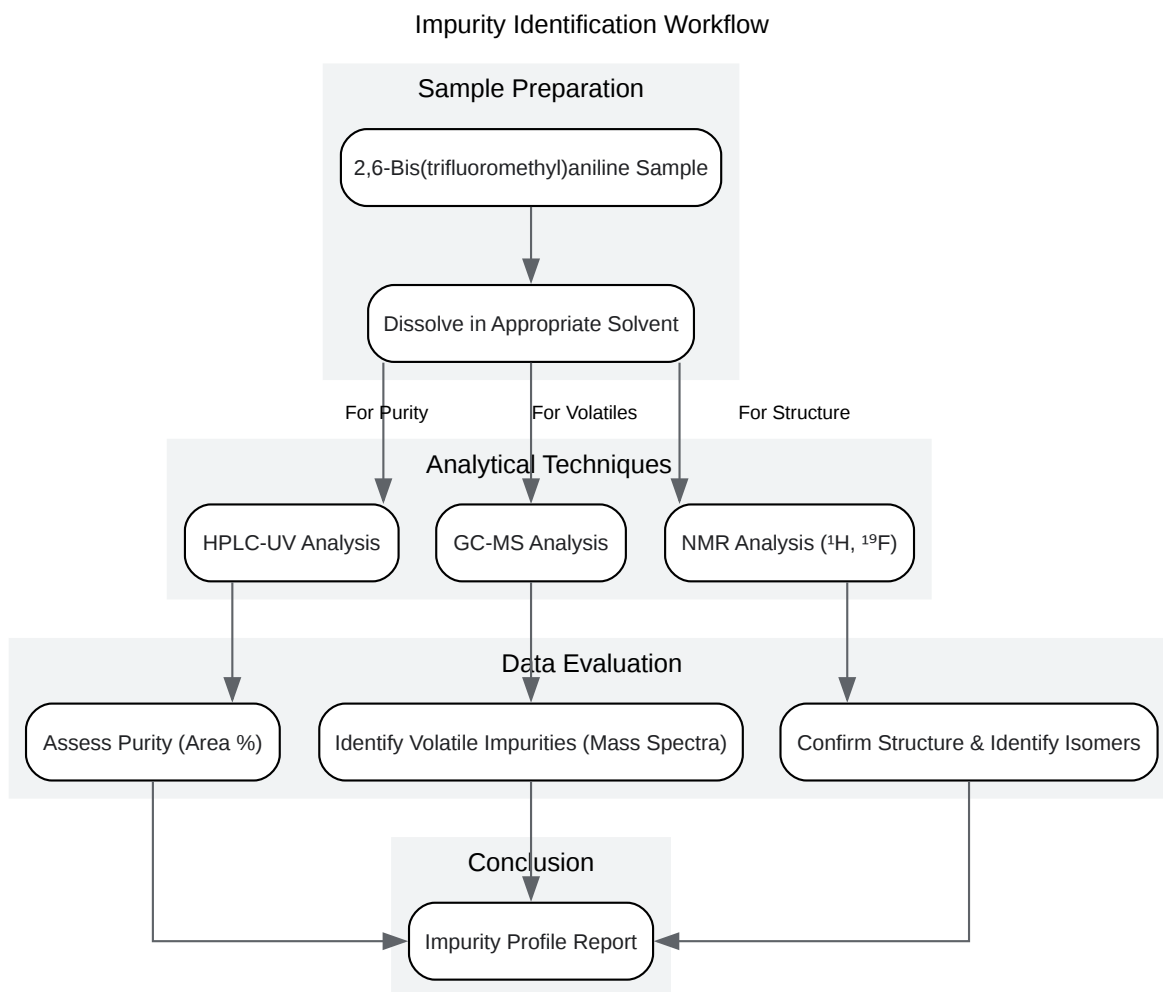 Impurity Identification Workflow
Sample Preparation
2,6-Bis(trifluoromethyl)aniline Sample
Dissolve in Appropriate Solvent
For Purity
For Volatiles
For Structure
Analytical Techniques
HPLC-UV Analysis
GC-MS Analysis
NMR Analysis (¹H, ¹⁹F)
Data Evaluation
Assess Purity (Area %)
Identify Volatile Impurities (Mass Spectra)
Confirm Structure & Identify Isomers
Conclusion
Impurity Profile Report